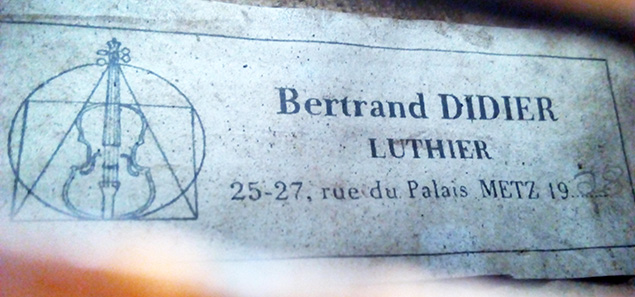 Bertrand DIDIER
LUTHIER
25-27, rue du Palais METZ 19......